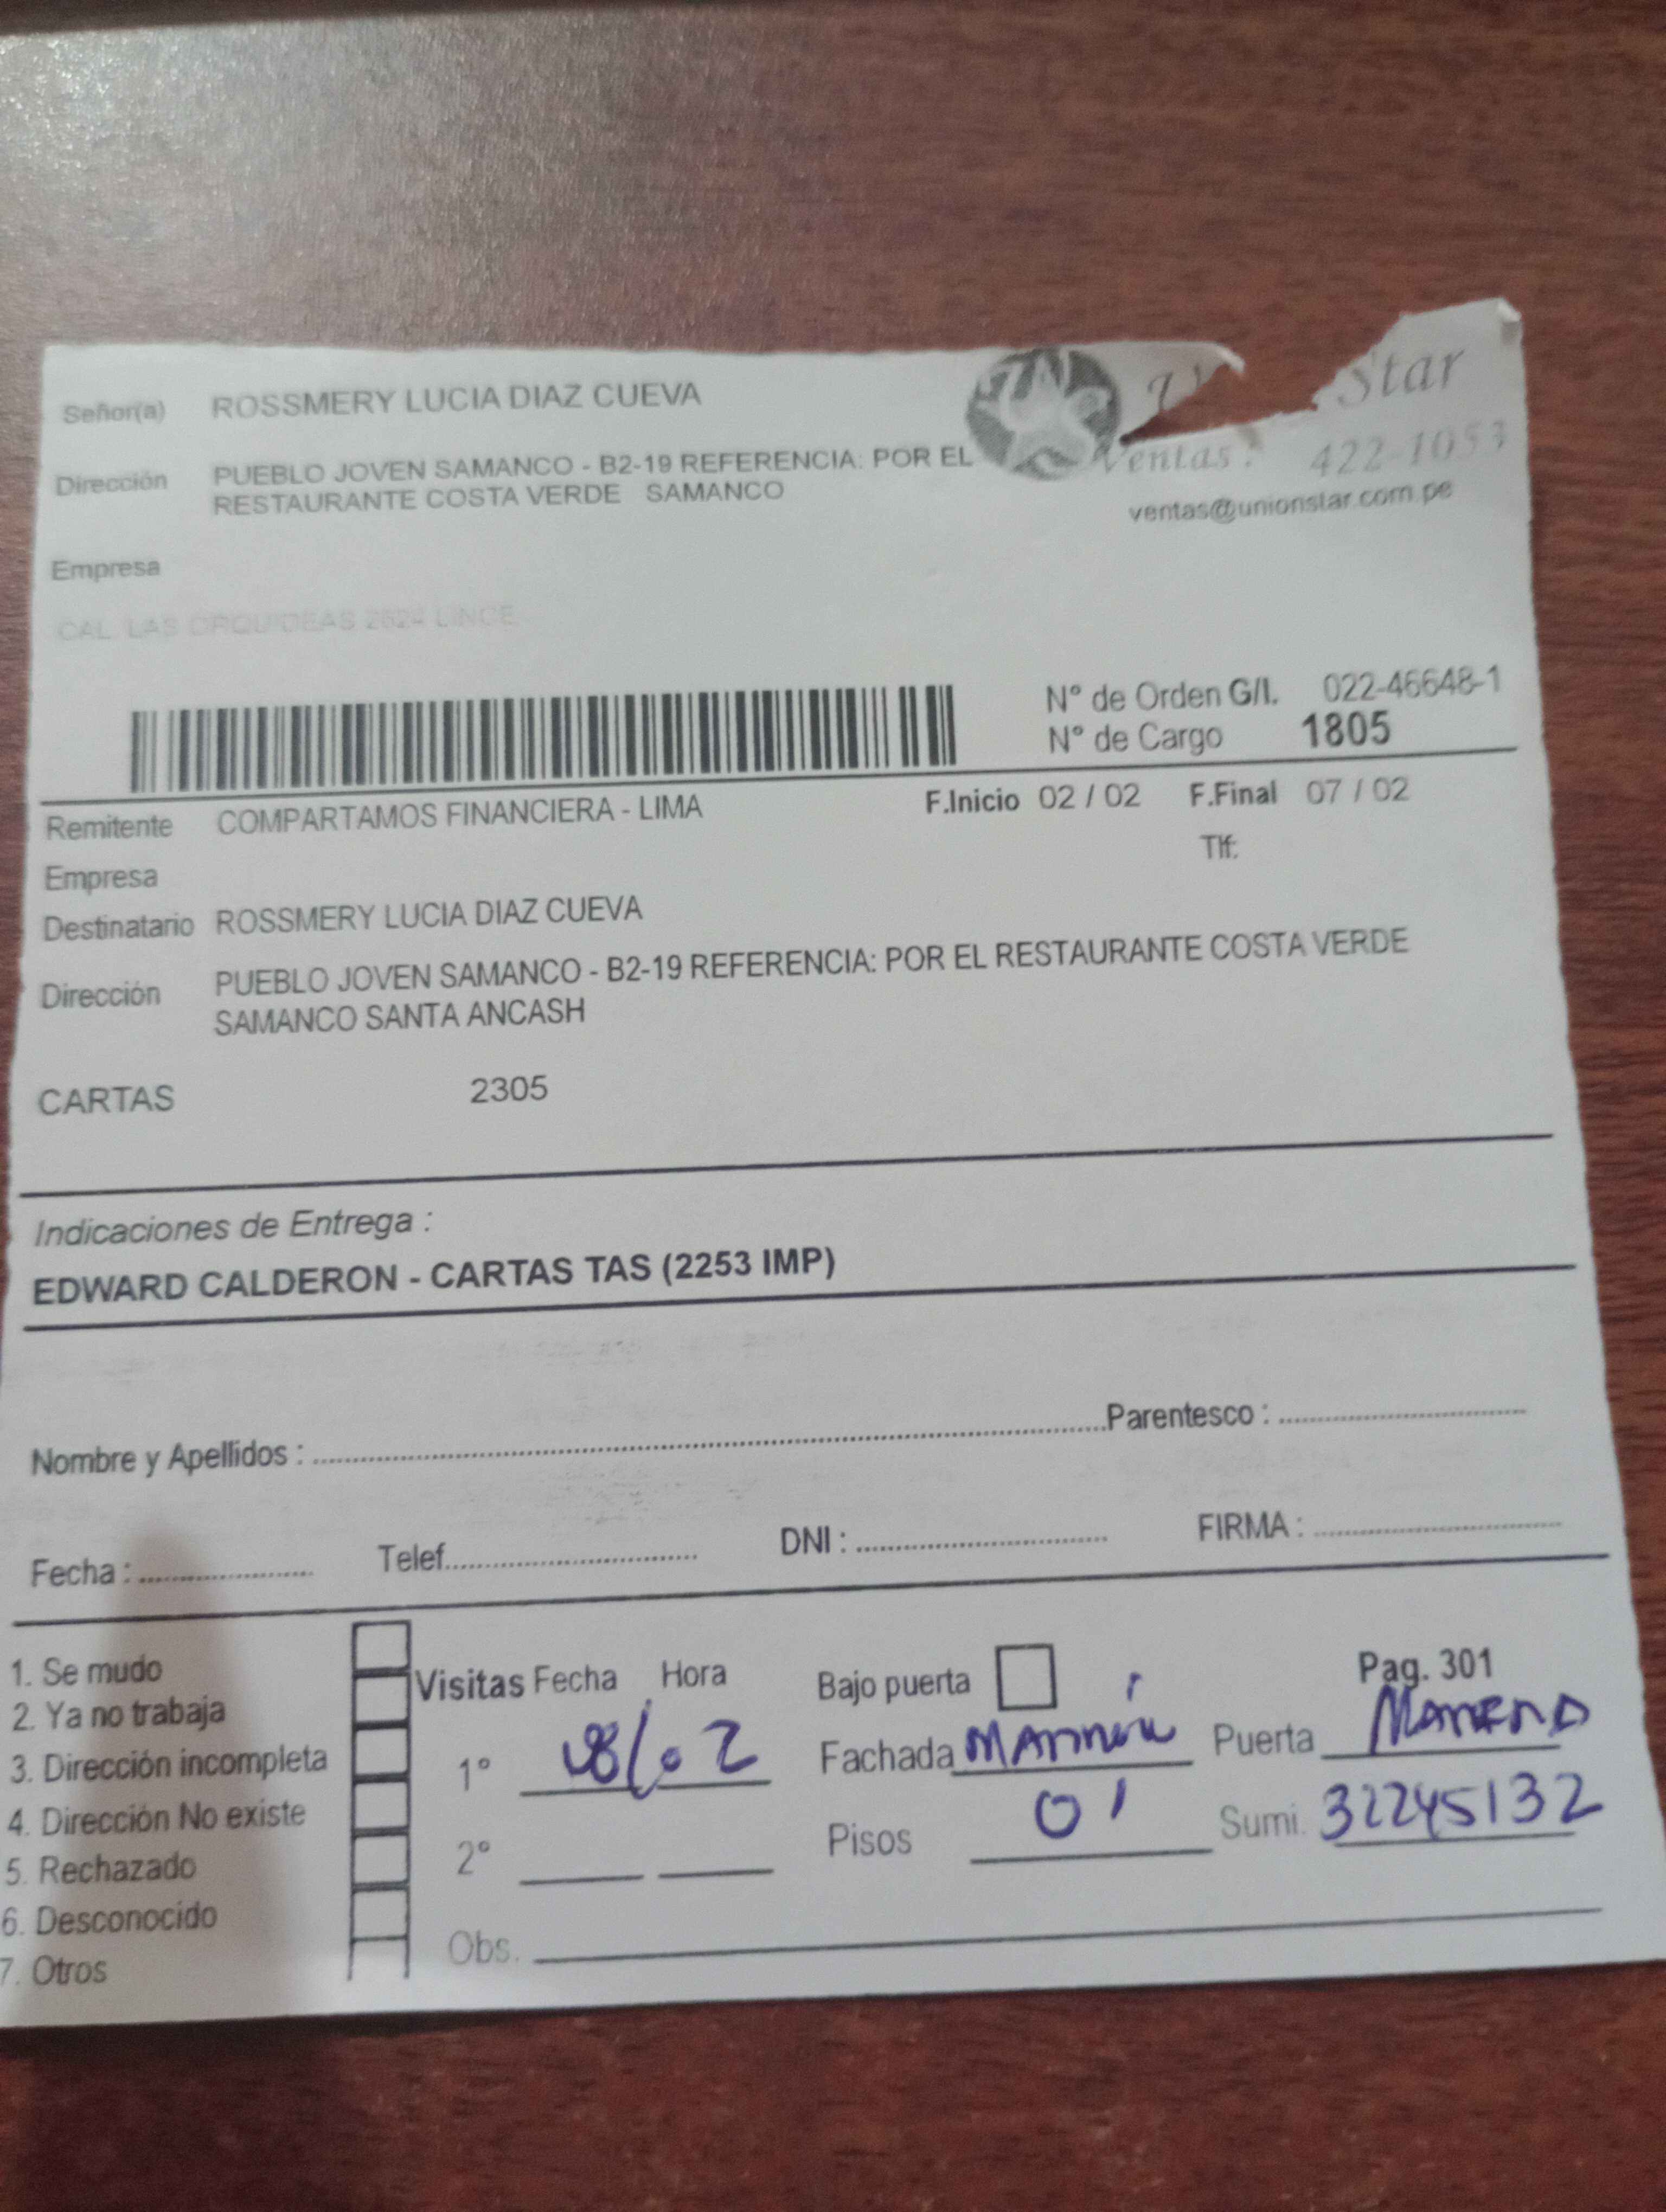 Señor(a) ROSSMERY LUCIA DIAZ CUEVA
Star
Dirección PUEBLO JOVEN SAMANCO - B2-19 REFERENCIA: POR EL
RESTAURANTE COSTA VERDE SAMANCO
Ventas: 422-1053
ventas@unionstar.com.pe
Empresa
CAL. LAS ORQUIDEAS 2624 LINCE
N° de Orden G/I. 022-46648-1
N° de Cargo 1805
Remitente COMPARTAMOS FINANCIERA - LIMA F.Inicio 02 / 02 F.Final 07 / 02
Empresa Tlf:
Destinatario ROSSMERY LUCIA DIAZ CUEVA
Dirección PUEBLO JOVEN SAMANCO - B2-19 REFERENCIA: POR EL RESTAURANTE COSTA VERDE
SAMANCO SANTA ANCASH
CARTAS 2305
Indicaciones de Entrega :
EDWARD CALDERON - CARTAS TAS (2253 IMP)
Nombre y Apellidos : Parentesco :
Fecha : Telef. DNI : FIRMA :
1. Se mudo
2. Ya no trabaja
3. Dirección incompleta
4. Dirección No existe
5. Rechazado
6. Desconocido
7. Otros
Visitas Fecha Hora
1° 08/02
2°
Obs.
Bajo puerta Pag. 301
Fachada Puerta
Pisos 01 Sumi. 32245132